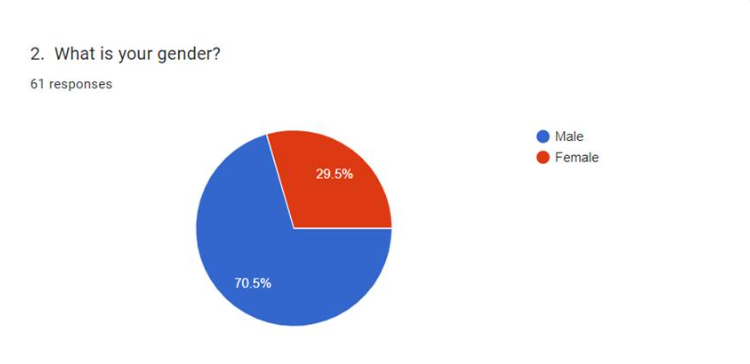 2. What is your gender?
61 responses
Male
Female
29.5%
70.5%